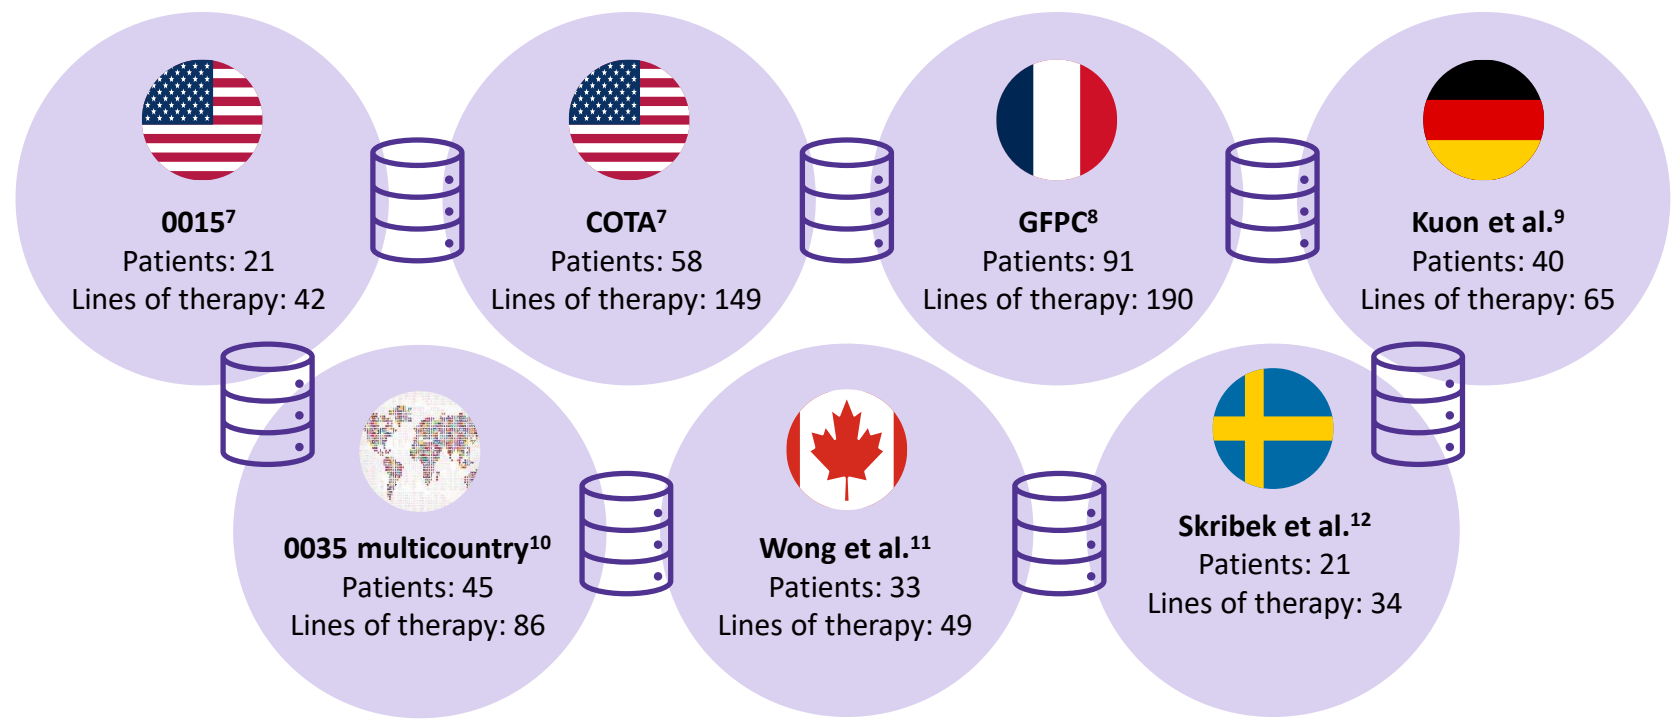 0015⁷
Patients: 21
Lines of therapy: 42
COTA⁷
Patients: 58
Lines of therapy: 149
GFPC⁸
Patients: 91
Lines of therapy: 190
Kuon et al.⁹
Patients: 40
Lines of therapy: 65
0035 multicountry¹⁰
Patients: 45
Lines of therapy: 86
Wong et al.¹¹
Patients: 33
Lines of therapy: 49
Skribek et al.¹²
Patients: 21
Lines of therapy: 34